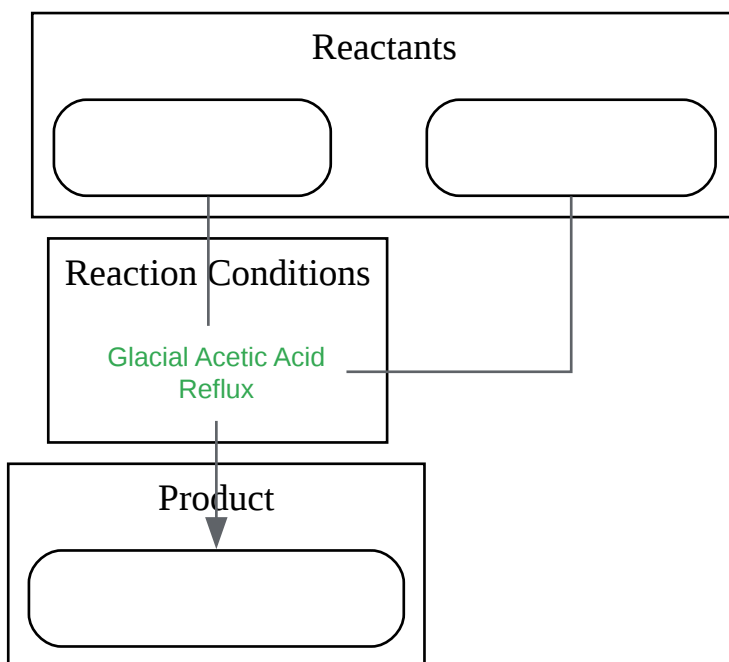 Reactants
Reaction Conditions
Glacial Acetic Acid
Reflux
Product